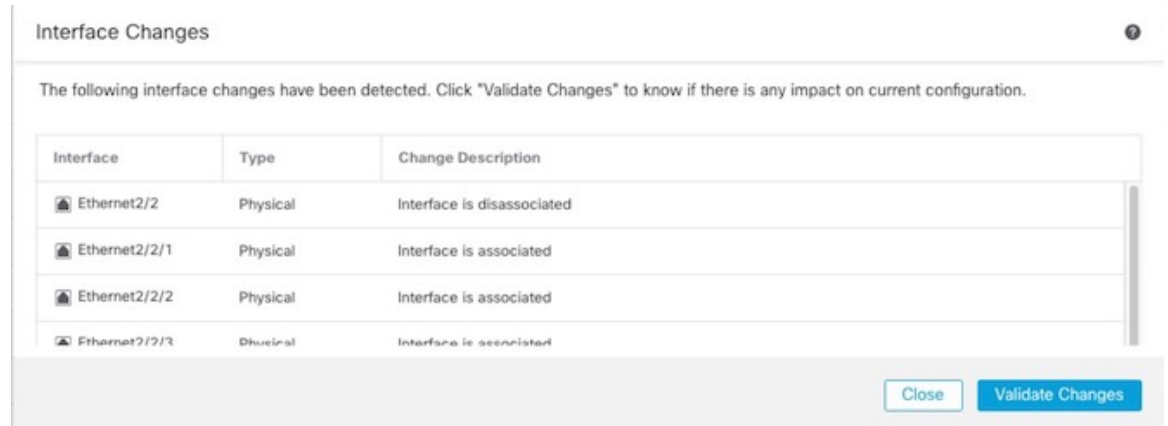 Interface Changes
The following interface changes have been detected. Click "Validate Changes" to know if there is any impact on current configuration.
Interface Type Change Description
Ethernet2/2 Physical Interface is disassociated
Ethernet2/2/1 Physical Interface is associated
Ethernet2/2/2 Physical Interface is associated
Ethernet2/2/3 Physical Interface is associated
Close Validate Changes